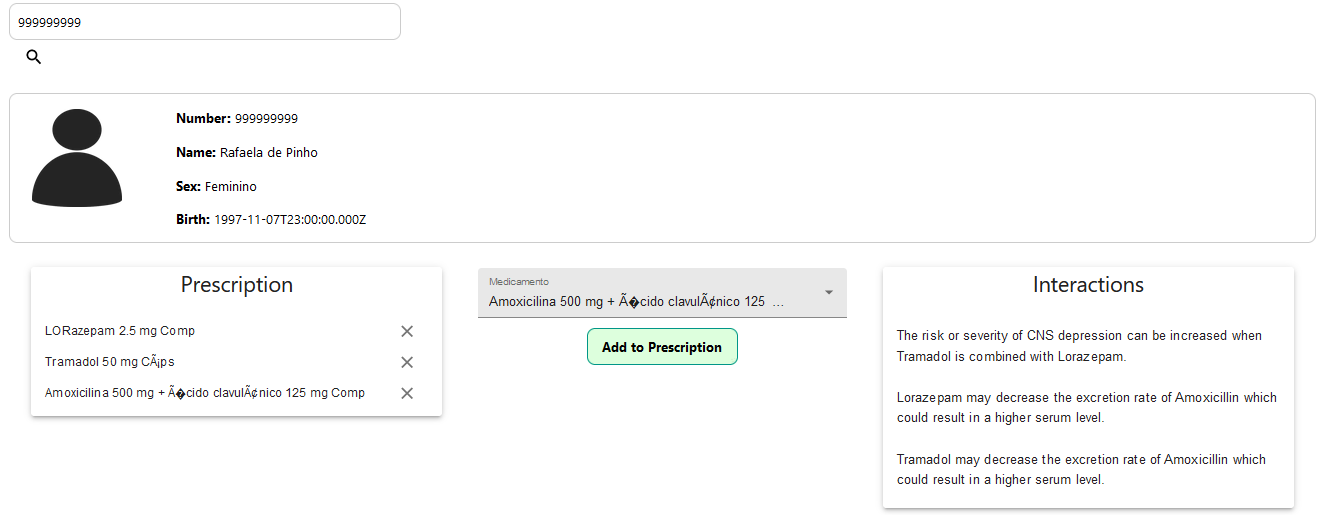 999999999
Number: 999999999
Name: Rafaela de Pinho
Sex: Feminino
Birth: 1997-11-07T23:00:00.000Z
Prescription
LORazepam 2.5 mg Comp
Tramadol 50 mg CÃ¡ps
Amoxicilina 500 mg + Ã�cido clavulÃ¢nico 125 mg Comp
Medicamento
Amoxicilina 500 mg + Ã�cido clavulÃ¢nico 125 ...
Add to Prescription
Interactions
The risk or severity of CNS depression can be increased when
Tramadol is combined with Lorazepam.
Lorazepam may decrease the excretion rate of Amoxicillin which
could result in a higher serum level.
Tramadol may decrease the excretion rate of Amoxicillin which
could result in a higher serum level.